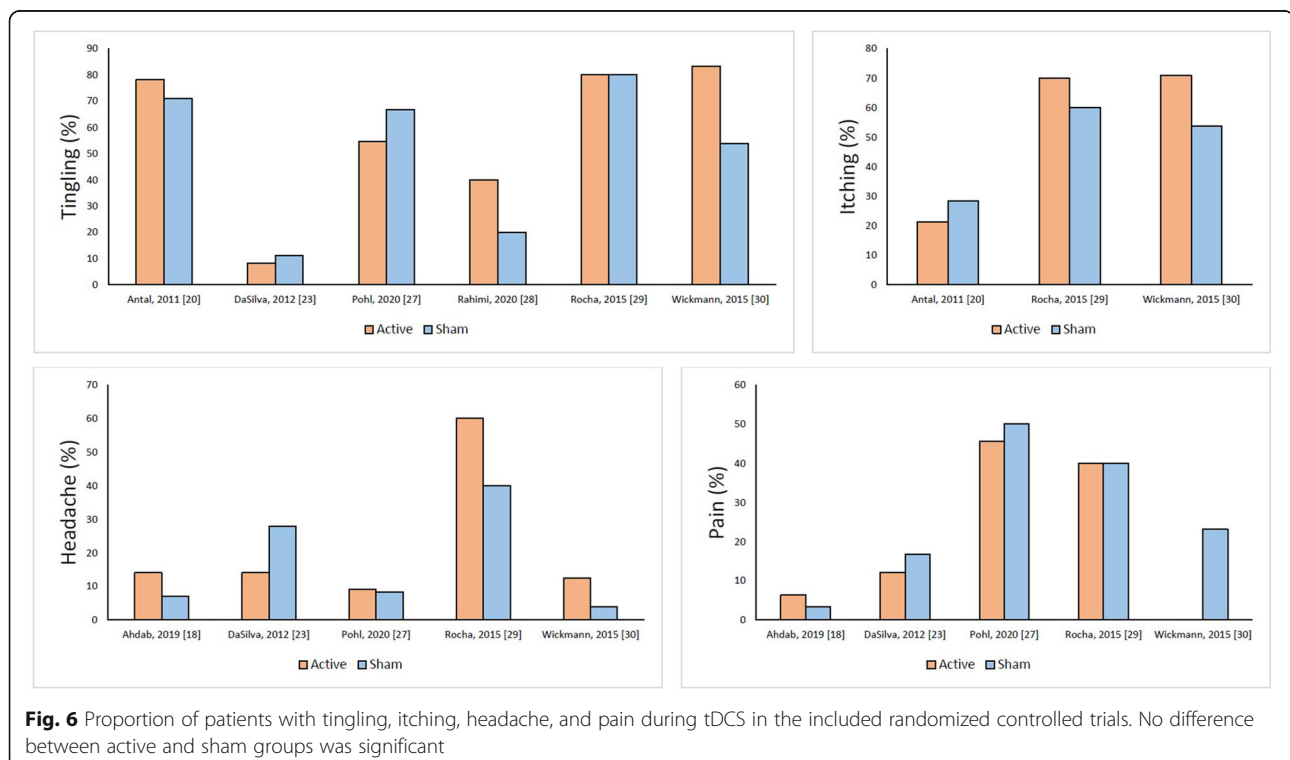 Tingling (%)
90
80
70
60
50
40
30
20
10
0
Antal, 2011 [20] DaSilva, 2012 [23] Pohl, 2020 [27] Rahimi, 2020 [28] Rocha, 2015 [29] Wickmann, 2015 [30]
Active Sham
Itching (%)
80
70
60
50
40
30
20
10
0
Antal, 2011 [20] Rocha, 2015 [29] Wickmann, 2015 [30]
Active Sham
Headache (%)
70
60
50
40
30
20
10
0
Ahdab, 2019 [18] DaSilva, 2012 [23] Pohl, 2020 [27] Rocha, 2015 [29] Wickmann, 2015 [30]
Active Sham
Pain (%)
60
50
40
30
20
10
0
Ahdab, 2019 [18] DaSilva, 2012 [23] Pohl, 2020 [27] Rocha, 2015 [29] Wickmann, 2015 [30]
Active Sham
Fig. 6 Proportion of patients with tingling, itching, headache, and pain during tDCS in the included randomized controlled trials. No difference
between active and sham groups was significant